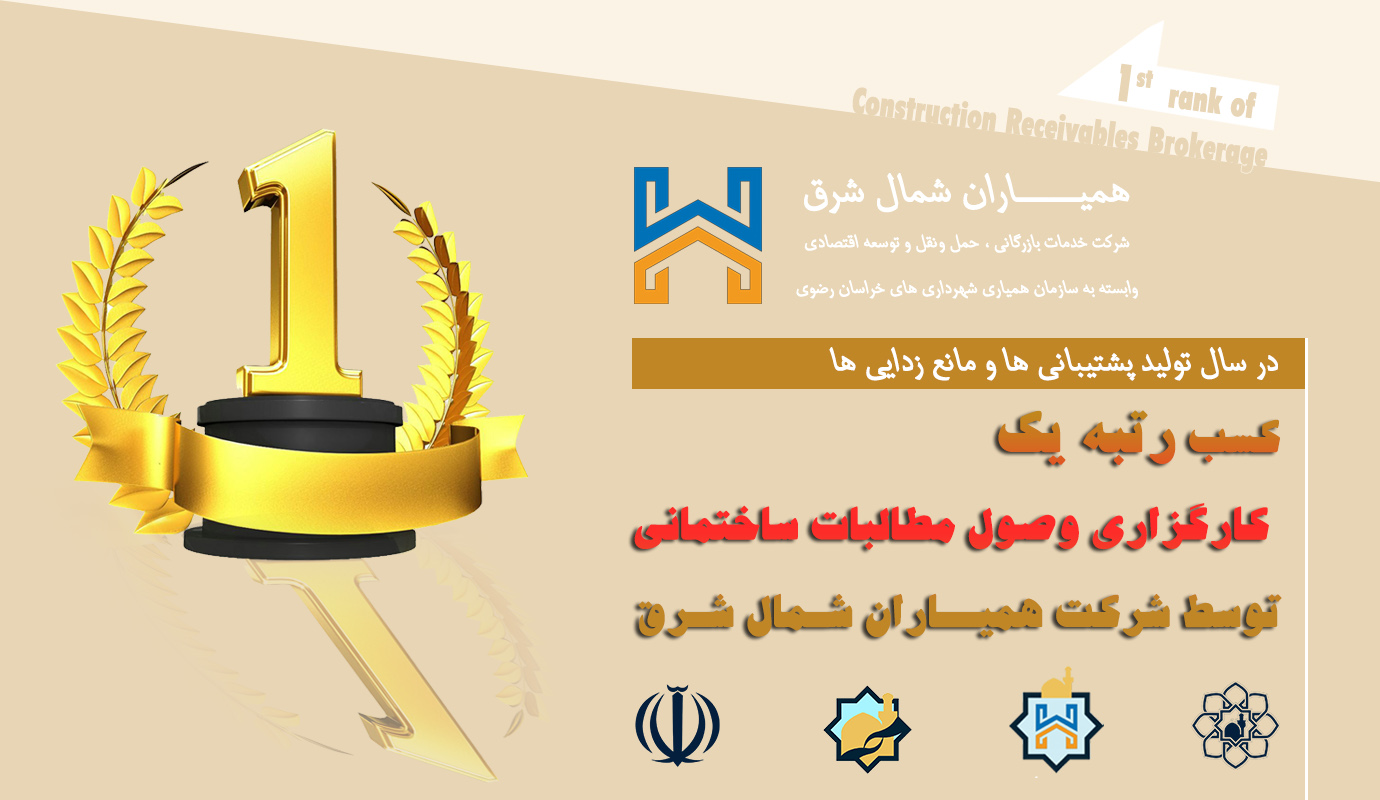 1st rank of
Construction Receivables Brokerage
همیـــــاران شمال شرق
شرکت خدمات بازرگانی ، حمل ونقل و توسعه اقتصادی
وابسته به سازمان همیاری شهرداری های خراسان رضوی
در سال تولید پشتیبانی ها و مانع زدایی ها
کسب رتبه یک
کارگزاری وصول مطالبات ساختمانی
توسط شرکت همیـــاران شـمال شـرق